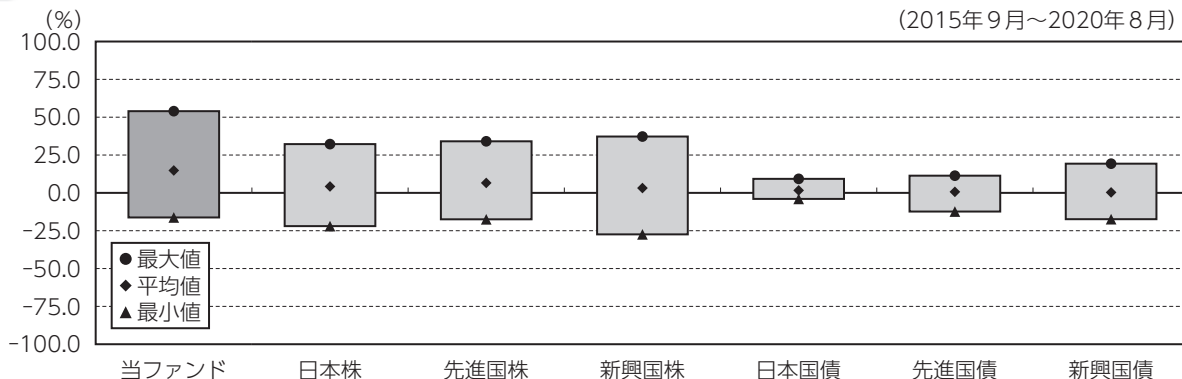 (%)
(2015年9月~2020年8月)
100.0
75.0
50.0
25.0
0.0
-25.0
-50.0
-75.0
-100.0
●最大値
◆平均値
▲最小値
当ファンド 日本株 先進国株 新興国株 日本国債 先進国債 新興国債